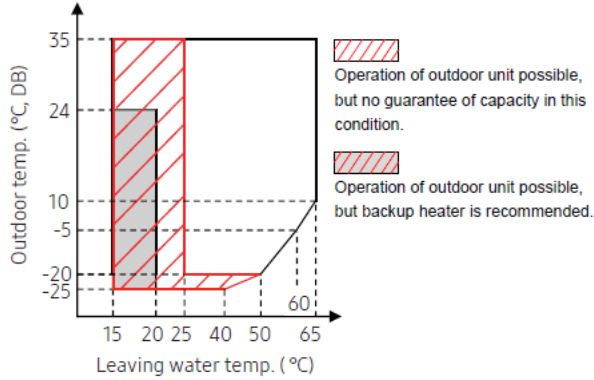 35
24
10
-5
-20
-25
Outdoor temp. (°C, DB)
15 20 25 40 50 60 65
Leaving water temp. (°C)
Operation of outdoor unit possible,
but no guarantee of capacity in this
condition.
Operation of outdoor unit possible,
but backup heater is recommended.